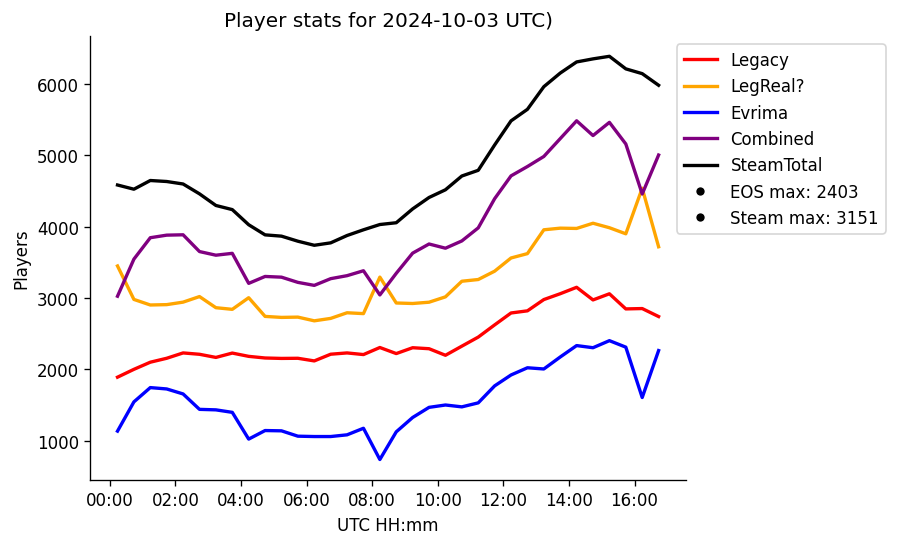 Player stats for 2024-10-03 UTC)
Legacy
LegReal?
Evrima
Combined
SteamTotal
EOS max: 2403
Steam max: 3151
Players
6000
5000
4000
3000
2000
1000
00:00 02:00 04:00 06:00 08:00 10:00 12:00 14:00 16:00
UTC HH:mm